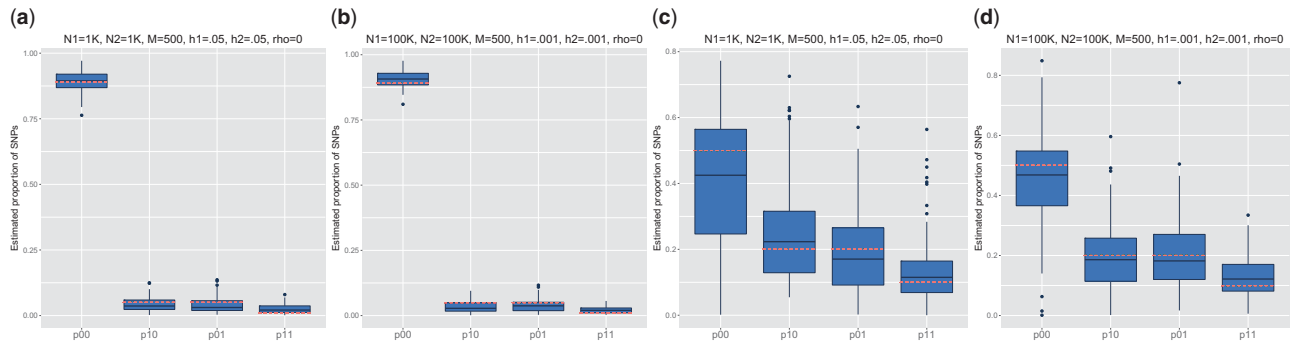 (a)
N1=1K, N2=1K, M=500, h1=.05, h2=.05, rho=0
Estimated proportion of SNPs
1.00
0.75
0.50
0.25
0.00
p00 p10 p01 p11
(b)
N1=100K, N2=100K, M=500, h1=.001, h2=.001, rho=0
Estimated proportion of SNPs
1.00
0.75
0.50
0.25
0.00
p00 p10 p01 p11
(c)
N1=1K, N2=1K, M=500, h1=.05, h2=.05, rho=0
Estimated proportion of SNPs
0.8
0.6
0.4
0.2
0.0
p00 p10 p01 p11
(d)
N1=100K, N2=100K, M=500, h1=.001, h2=.001, rho=0
Estimated proportion of SNPs
0.8
0.6
0.4
0.2
0.0
p00 p10 p01 p11